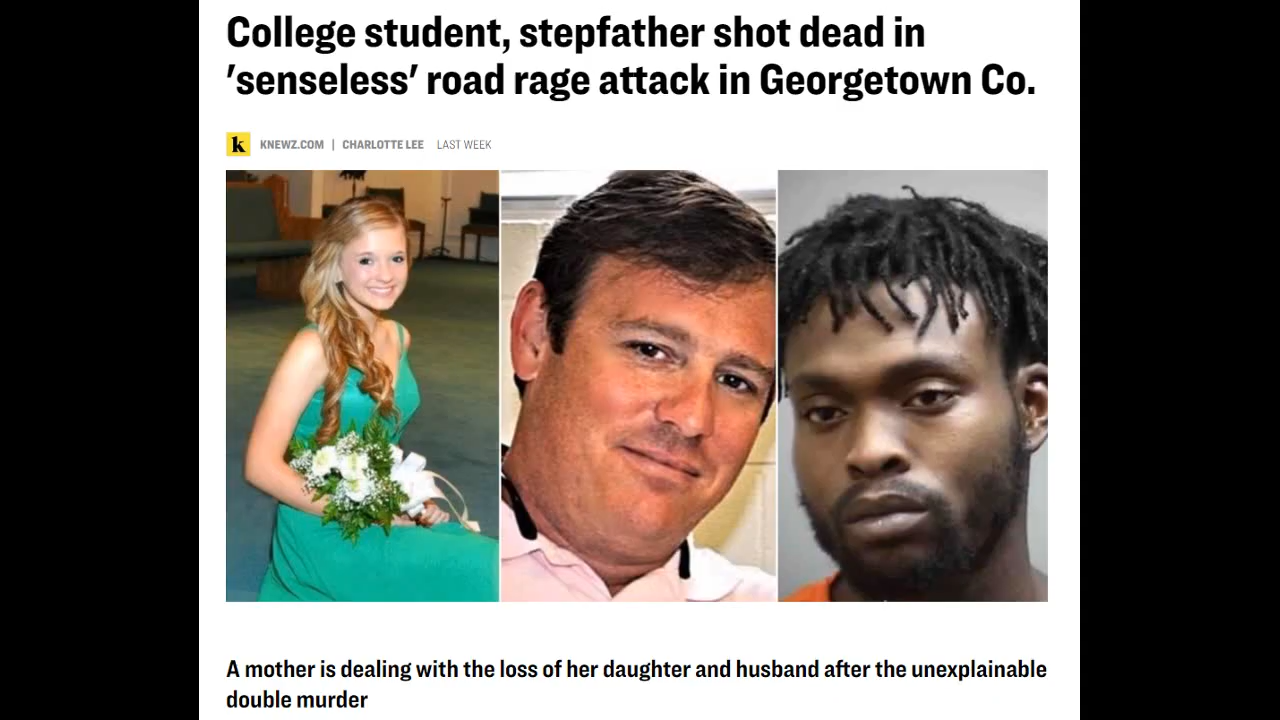 College student, stepfather shot dead in
'senseless' road rage attack in Georgetown Co.
k KNEWZ.COM | CHARLOTTE LEE LAST WEEK
A mother is dealing with the loss of her daughter and husband after the unexplainable
double murder